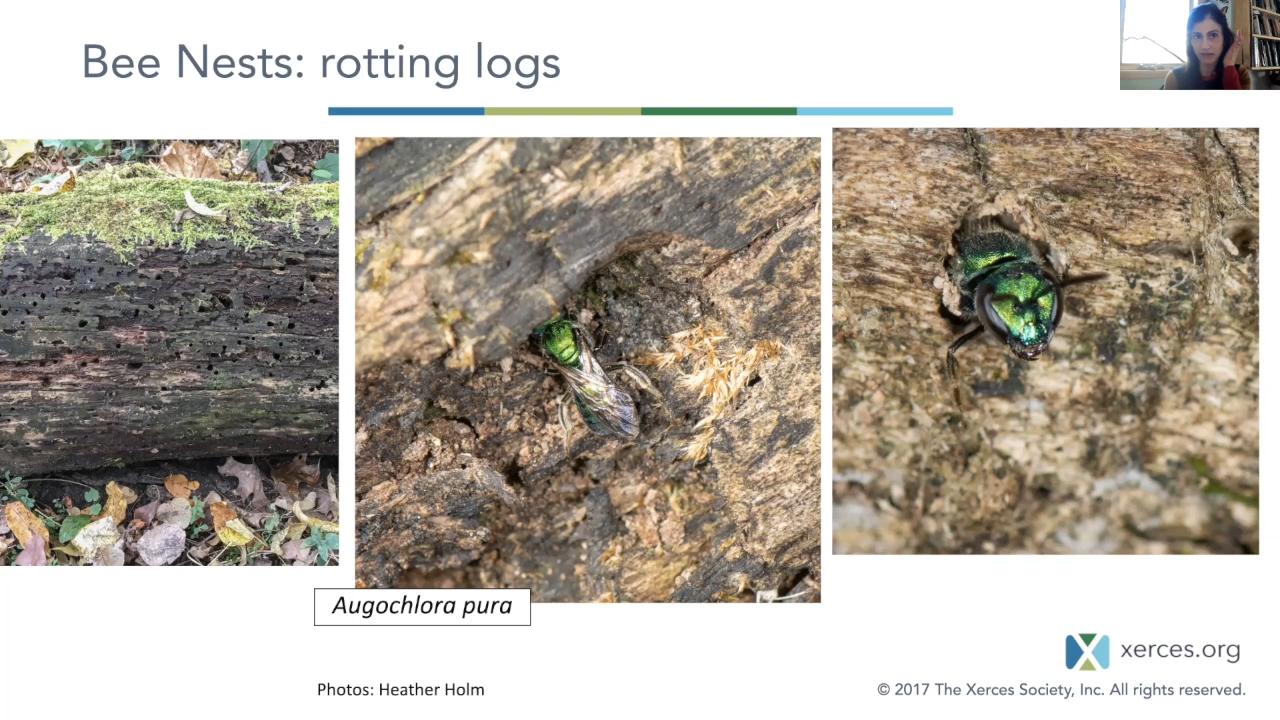 Bee Nests: rotting logs
Augochlora pura
xerces.org
Photos: Heather Holm
© 2017 The Xerces Society, Inc. All rights reserved.